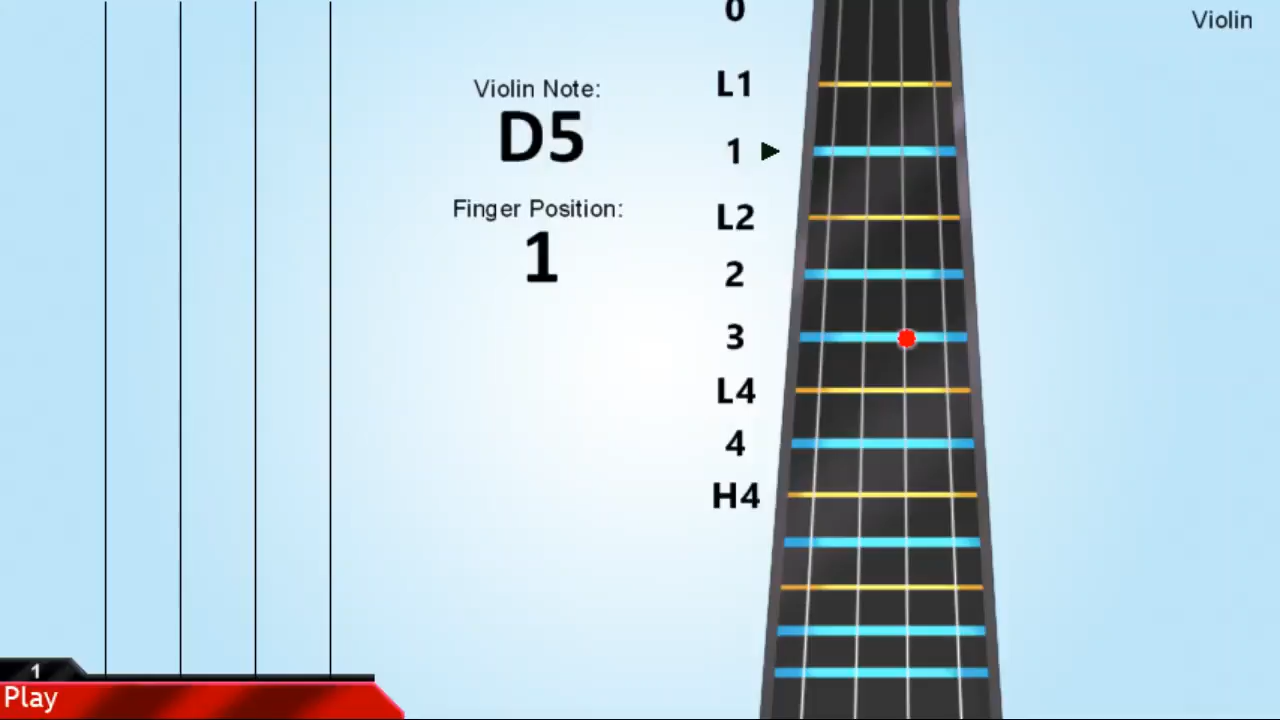 0
Violin
Violin Note:
L1
D5
1
Finger Position:
L2
1
2
3
L4
4
H4
1
Play